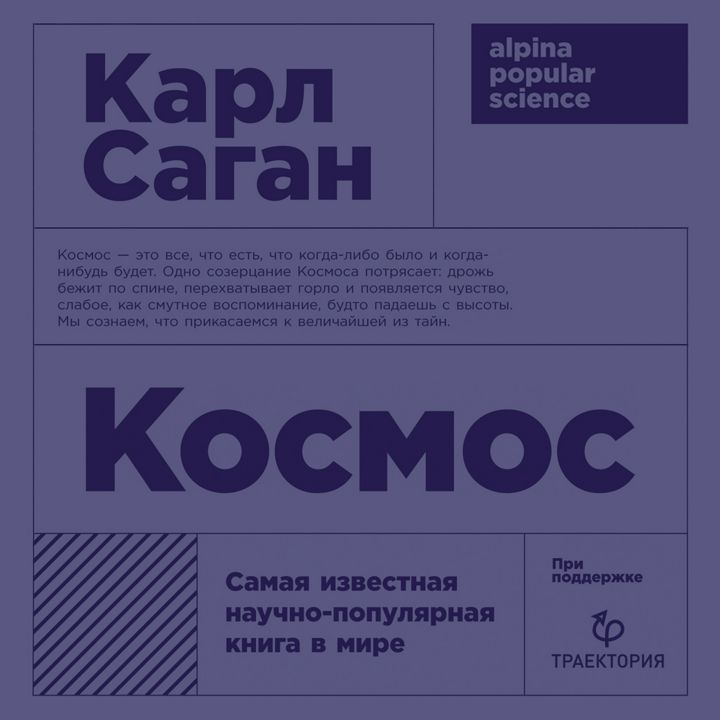 Карл
Саган
alpina
popular
science
Космос — это все, что есть, что когда-либо было и когда-
нибудь будет. Одно созерцание Космоса потрясает: дрожь
бежит по спине, перехватывает горло и появляется чувство,
слабое, как смутное воспоминание, будто падаешь с высоты.
Мы сознаем, что прикасаемся к величайшей из тайн.
Космос
Самая известная
научно-популярная
книга в мире
При
поддержке
ТРАЕКТОРИЯ